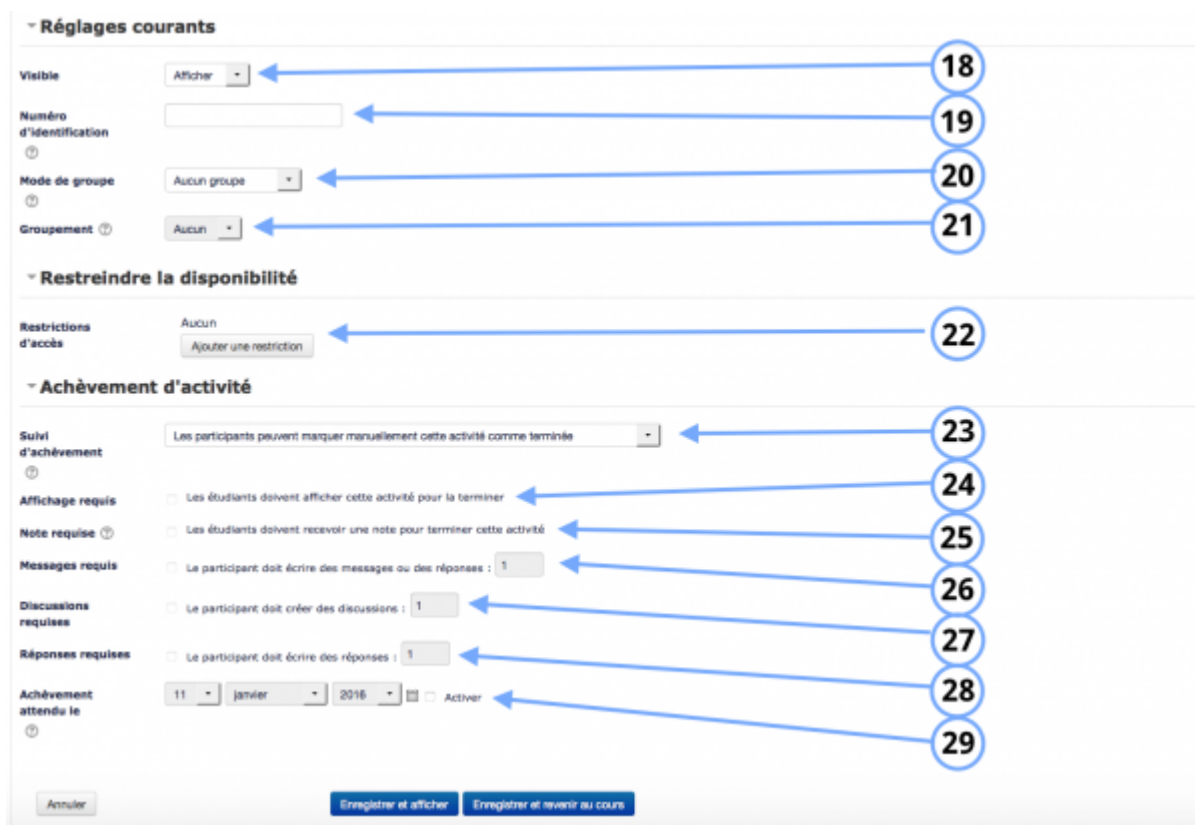 Réglages courants
Visible
Afficher
18
Numéro
d'identification
19
Mode de groupe
Aucun groupe
20
Groupement
Aucun
21
Restreindre la disponibilité
Restrictions
d'accès
Aucun
Ajouter une restriction
22
Achèvement d'activité
Suivi
d'achèvement
Les participants peuvent marquer manuellement cette activité comme terminée
23
Affichage requis
Les étudiants doivent afficher cette activité pour la terminer
24
Note requise
Les étudiants doivent recevoir une note pour terminer cette activité
25
Messages requis
Le participant doit écrire des messages ou des réponses : 1
26
Discussions
requises
Le participant doit créer des discussions : 1
27
Réponses requises
Le participant doit écrire des réponses : 1
28
Achèvement
attendu le
11 janvier 2016 Activer
29
Annuler
Enregistrer et afficher
Enregistrer et revenir au cours